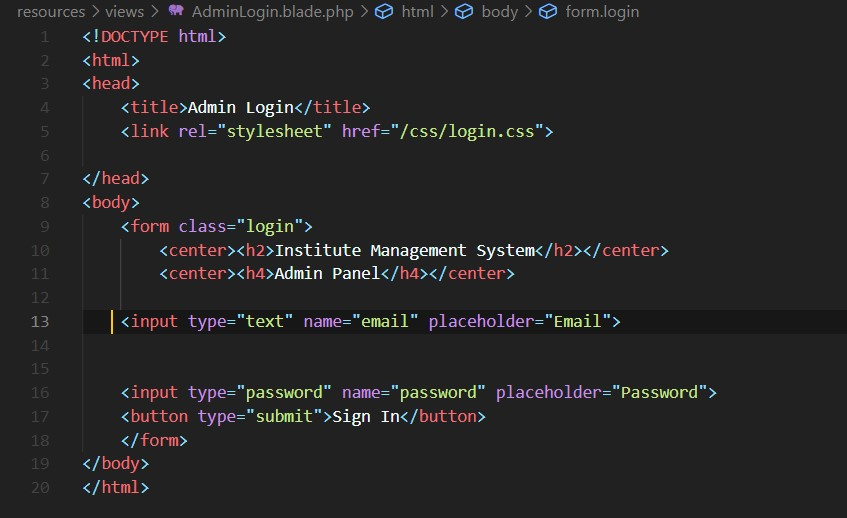 resources > views > AdminLogin.blade.php > html > body > form.login
1 <!DOCTYPE html>
2 <html>
3 <head>
4 <title>Admin Login</title>
5 <link rel="stylesheet" href="/css/login.css">
6
7 </head>
8 <body>
9 <form class="login">
10 <center><h2>Institute Management System</h2></center>
11 <center><h4>Admin Panel</h4></center>
12
13 <input type="text" name="email" placeholder="Email">
14
15
16 <input type="password" name="password" placeholder="Password">
17 <button type="submit">Sign In</button>
18 </form>
19 </body>
20 </html>